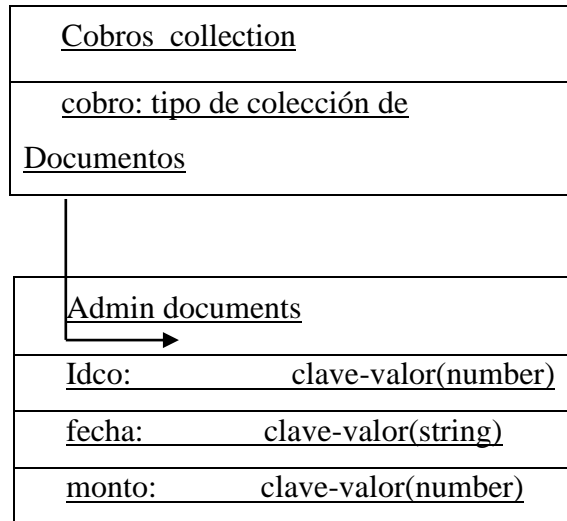 Cobros collection
cobro: tipo de colección de
Documentos
Admin documents
Idco: clave-valor(number)
fecha: clave-valor(string)
monto: clave-valor(number)